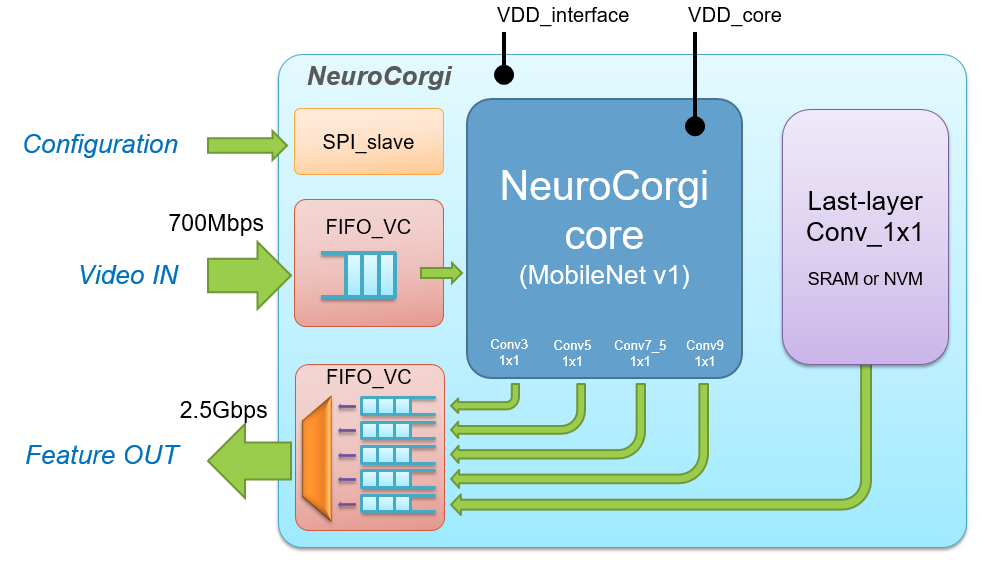 VDD_interface
VDD_core
NeuroCorgi
Configuration
SPI_slave
700Mbps
Video IN
FIFO_VC
NeuroCorgi
core
(MobileNet v1)
Conv3
1x1
Conv5
1x1
Conv7_5
1x1
Conv9
1x1
Last-layer
Conv_1x1
SRAM or NVM
2.5Gbps
Feature OUT
FIFO_VC